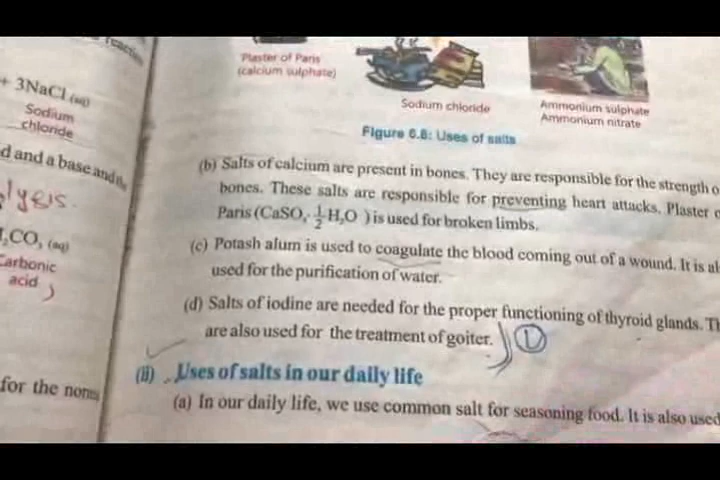 + 3NaCl (aq)
Sodium
chloride
d and a base and
lysis.
CO₃ (aq)
Carbonic
acid
for the
Plaster of Paris
(calcium sulphate)
Sodium chloride
Ammonium sulphate
Ammonium nitrate
Figure 6.8: Uses of salts
(b) Salts of calcium are present in bones. They are responsible for the strength o
bones. These salts are responsible for preventing heart attacks. Plaster o
Paris (CaSO₄. ½H₂O ) is used for broken limbs.
(c) Potash alum is used to coagulate the blood coming out of a wound. It is al
used for the purification of water.
(d) Salts of iodine are needed for the proper functioning of thyroid glands. Th
are also used for the treatment of goiter.
(ii) Uses of salts in our daily life
(a) In our daily life, we use common salt for seasoning food. It is also used